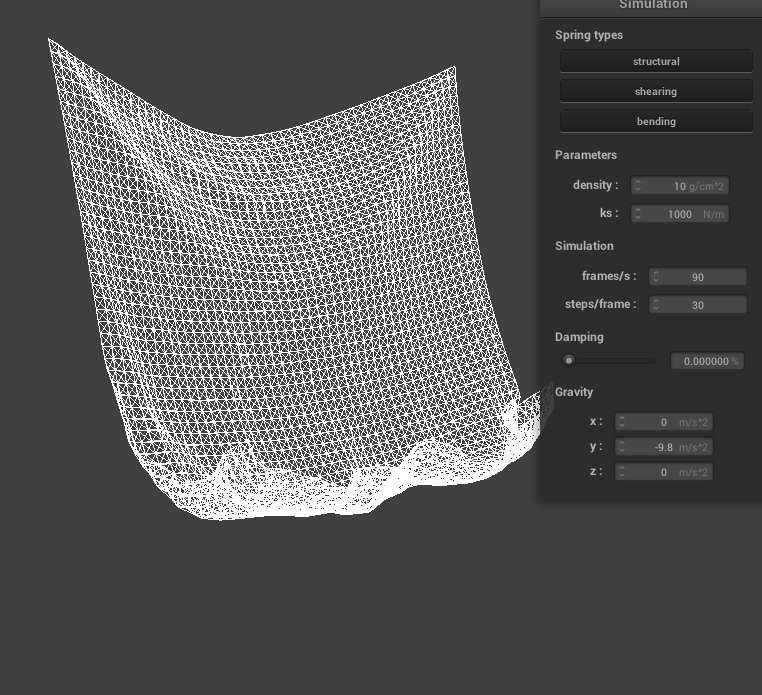 Simulation
Spring types
structural
shearing
bending
Parameters
density : 10 g/cm^2
ks : 1000 N/m
Simulation
frames/s : 90
steps/frame : 30
Damping
0.000000 %
Gravity
x : 0 m/s^2
y : -9.8 m/s^2
z : 0 m/s^2